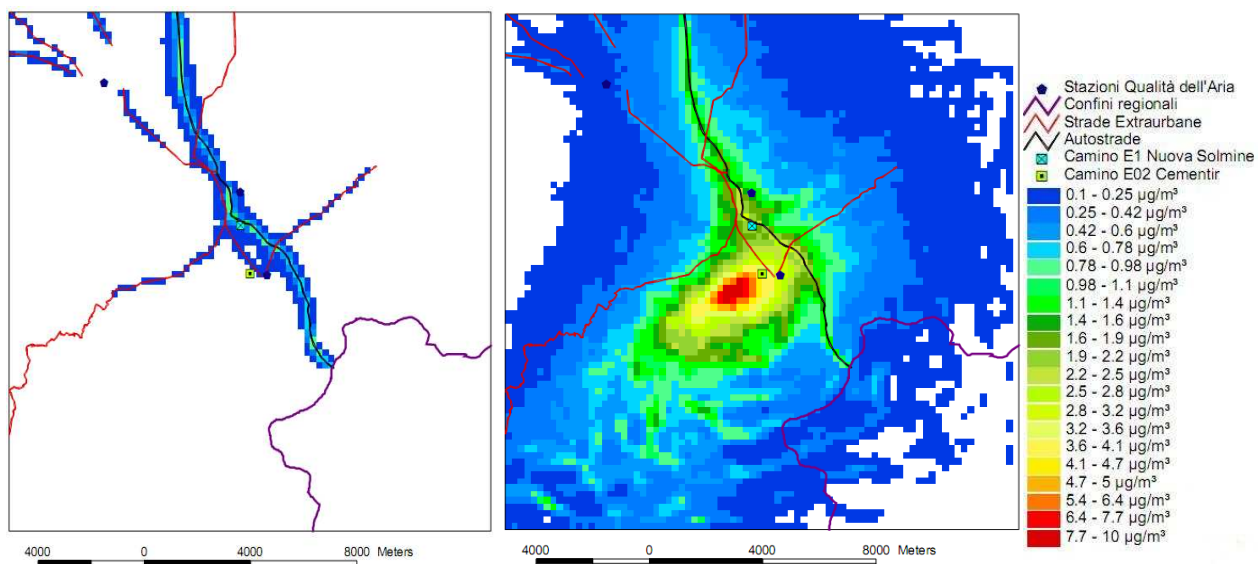 Stazioni Qualità dell'Aria
Confini regionali
Strade Extraurbane
Autostrade
Camino E1 Nuova Solmine
Camino E02 Cementir
0.1 - 0.25 µg/m³
0.25 - 0.42 µg/m³
0.42 - 0.6 µg/m³
0.6 - 0.78 µg/m³
0.78 - 0.98 µg/m³
0.98 - 1.1 µg/m³
1.1 - 1.4 µg/m³
1.4 - 1.6 µg/m³
1.6 - 1.9 µg/m³
1.9 - 2.2 µg/m³
2.2 - 2.5 µg/m³
2.5 - 2.8 µg/m³
2.8 - 3.2 µg/m³
3.2 - 3.6 µg/m³
3.6 - 4.1 µg/m³
4.1 - 4.7 µg/m³
4.7 - 5 µg/m³
5.4 - 6.4 µg/m³
6.4 - 7.7 µg/m³
7.7 - 10 µg/m³
4000 0 4000 8000 Meters
4000 0 4000 8000 Meters